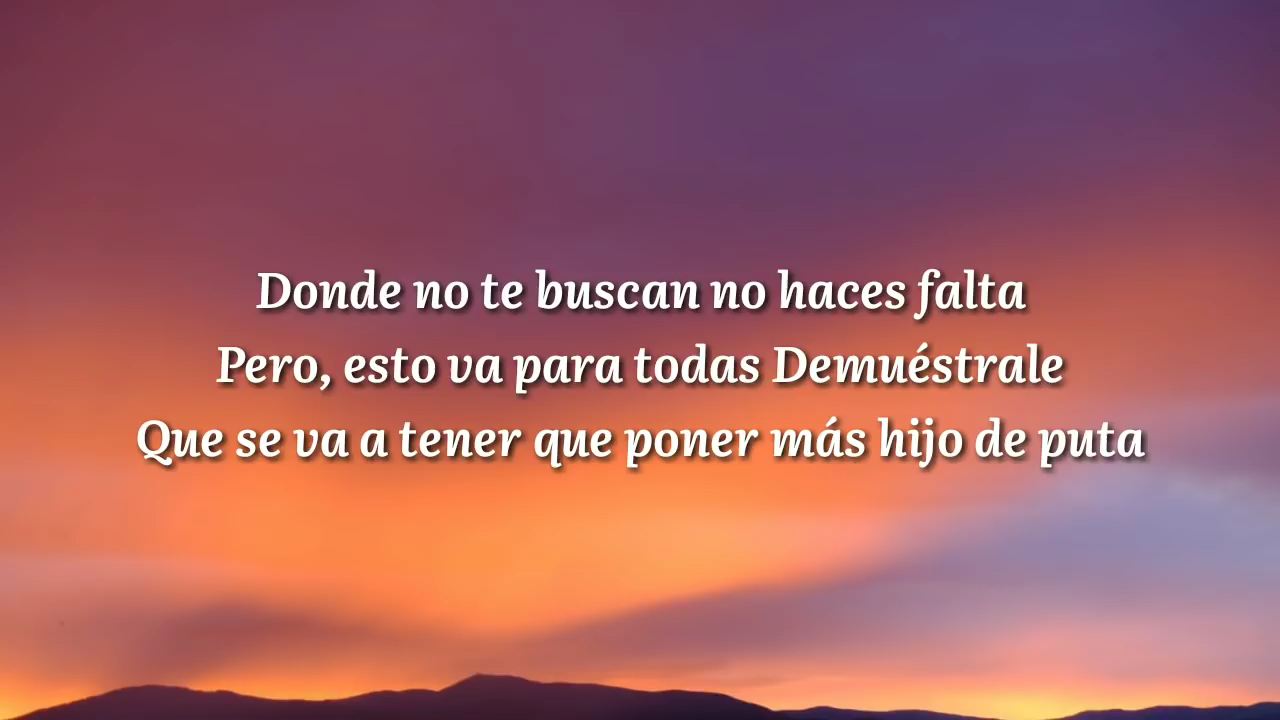 Donde no te buscan no haces falta
Pero, esto va para todas Demuéstrale
Que se va a tener que poner más hijo de puta